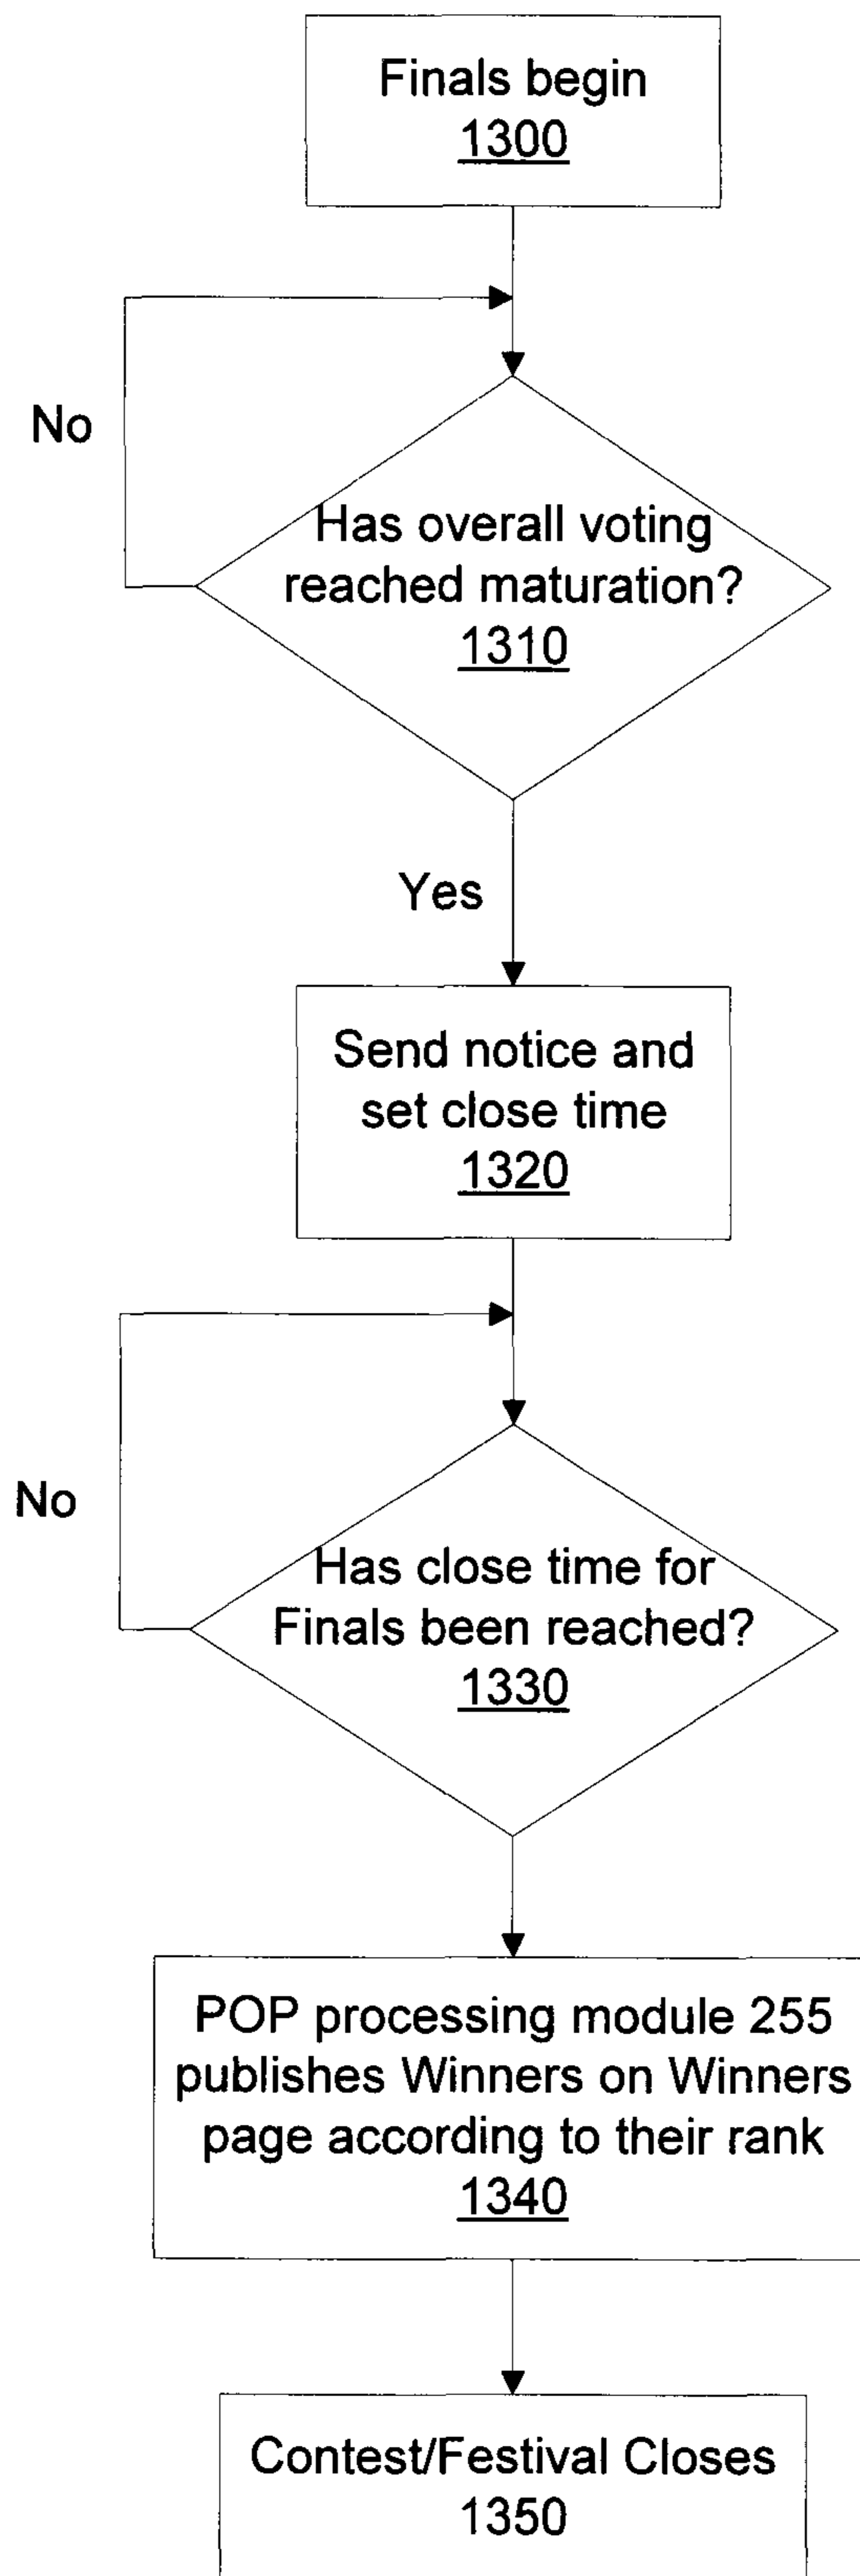 Finals begin
1300
No
Has overall voting
reached maturation?
1310
Yes
Send notice and
set close time
1320
No
Has close time for
Finals been reached?
1330
POP processing module 255
publishes Winners on Winners
page according to their rank
1340
Contest/Festival Closes
1350